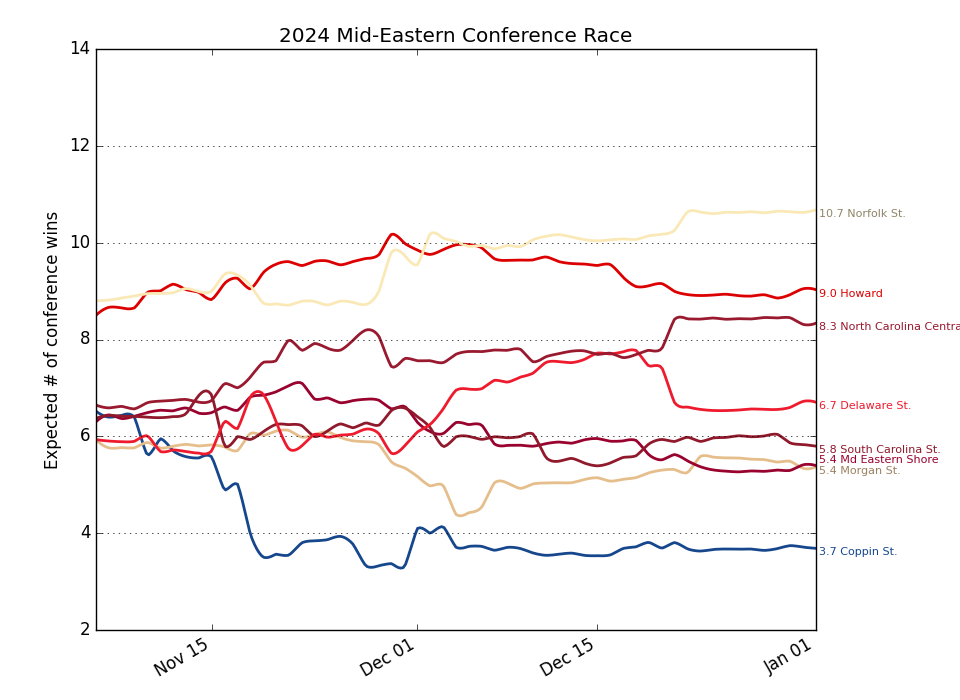 2024 Mid-Eastern Conference Race
Expected # of conference wins
14
12
10
8
6
4
2
Nov 15
Dec 01
Dec 15
Jan 01
10.7 Norfolk St.
9.0 Howard
8.3 North Carolina Centra
6.7 Delaware St.
5.8 South Carolina St.
5.4 Md Eastern Shore
5.4 Morgan St.
3.7 Coppin St.